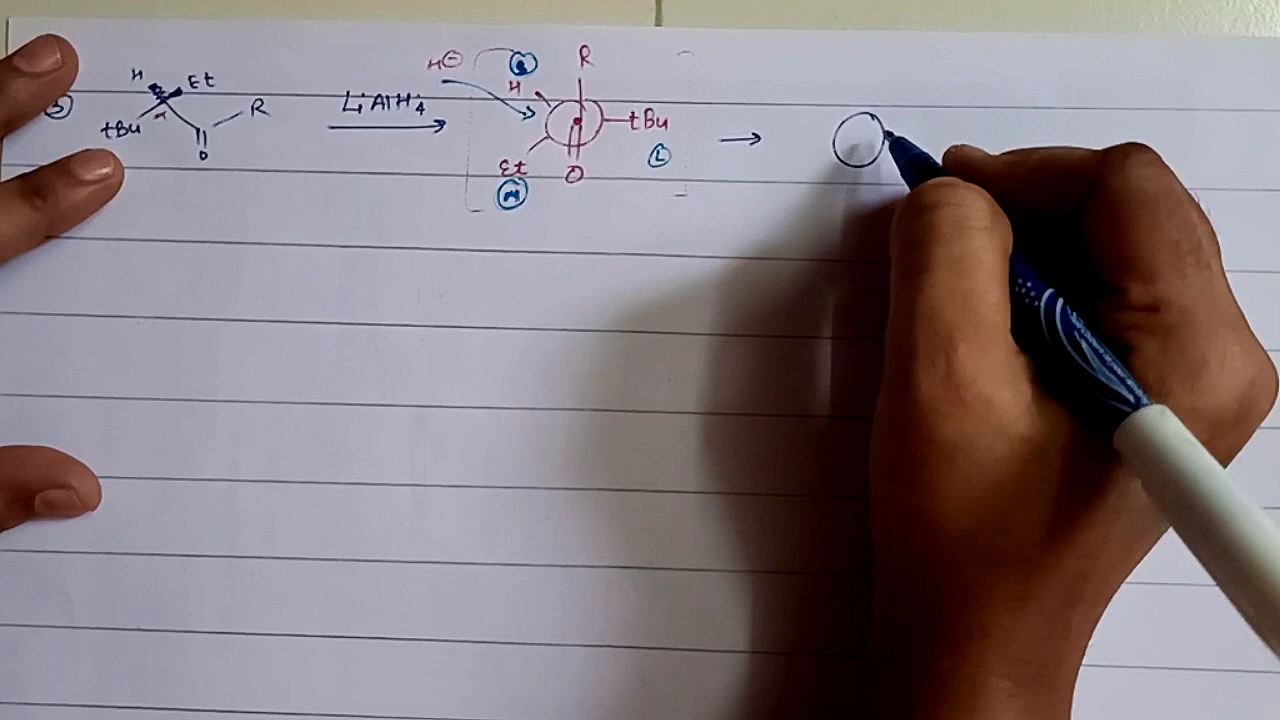 H Et
tBu α R
O
LiAlH4
H⊖ R
H
tBu
Et O
M L